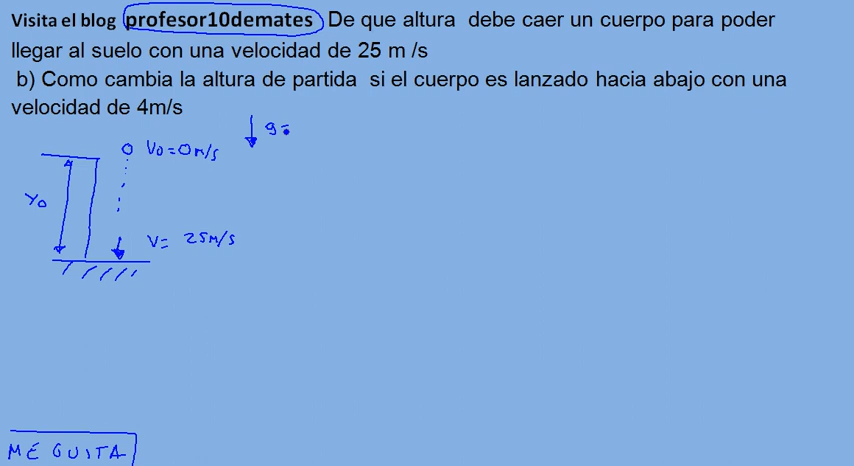 Visita el blog profesor10demates De que altura debe caer un cuerpo para poder
llegar al suelo con una velocidad de 25 m /s
b) Como cambia la altura de partida si el cuerpo es lanzado hacia abajo con una
velocidad de 4m/s
g=
V0=0m/s
Y0
V= 25M/S
ME GUSTA